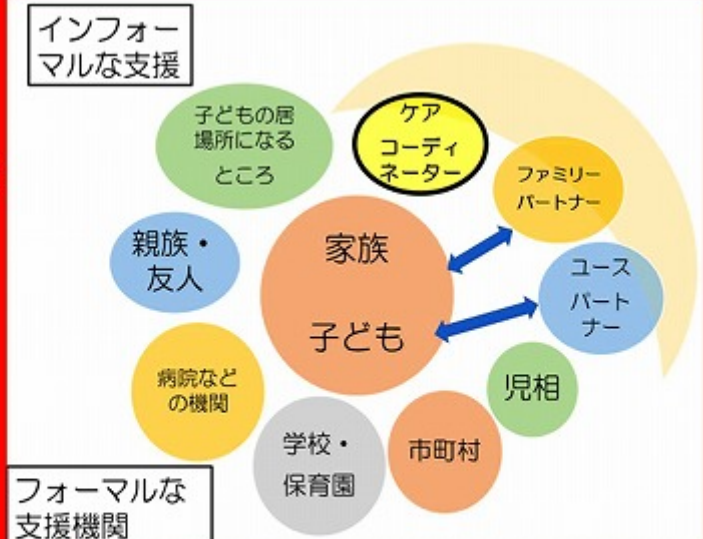 インフォー
マルな支援
子どもの居
場所になる
ところ
ケア
コーディ
ネーター
ファミリー
パートナー
親族・
友人
家族
子ども
ユース
パート
ナー
病院など
の機関
児相
学校・
保育園
市町村
フォーマルな
支援機関